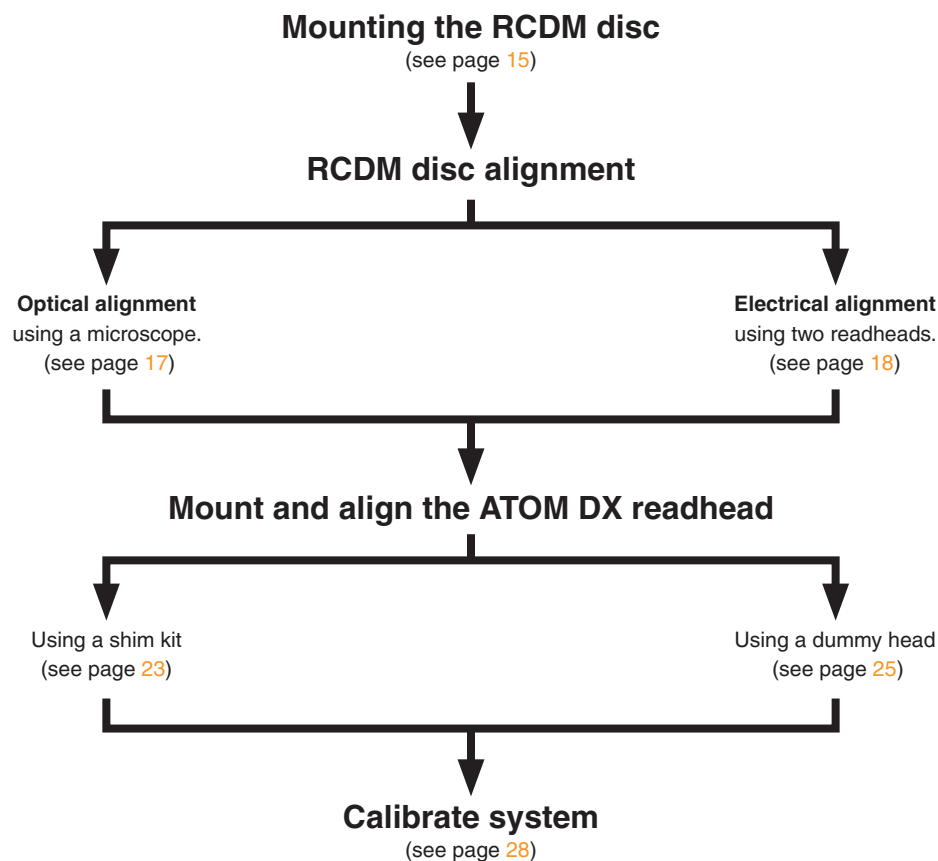 Mounting the RCDM disc
(see page 15)
RCDM disc alignment
Optical alignment
using a microscope.
(see page 17)
Electrical alignment
using two readheads.
(see page 18)
Mount and align the ATOM DX readhead
Using a shim kit
(see page 23)
Using a dummy head
(see page 25)
Calibrate system
(see page 28)